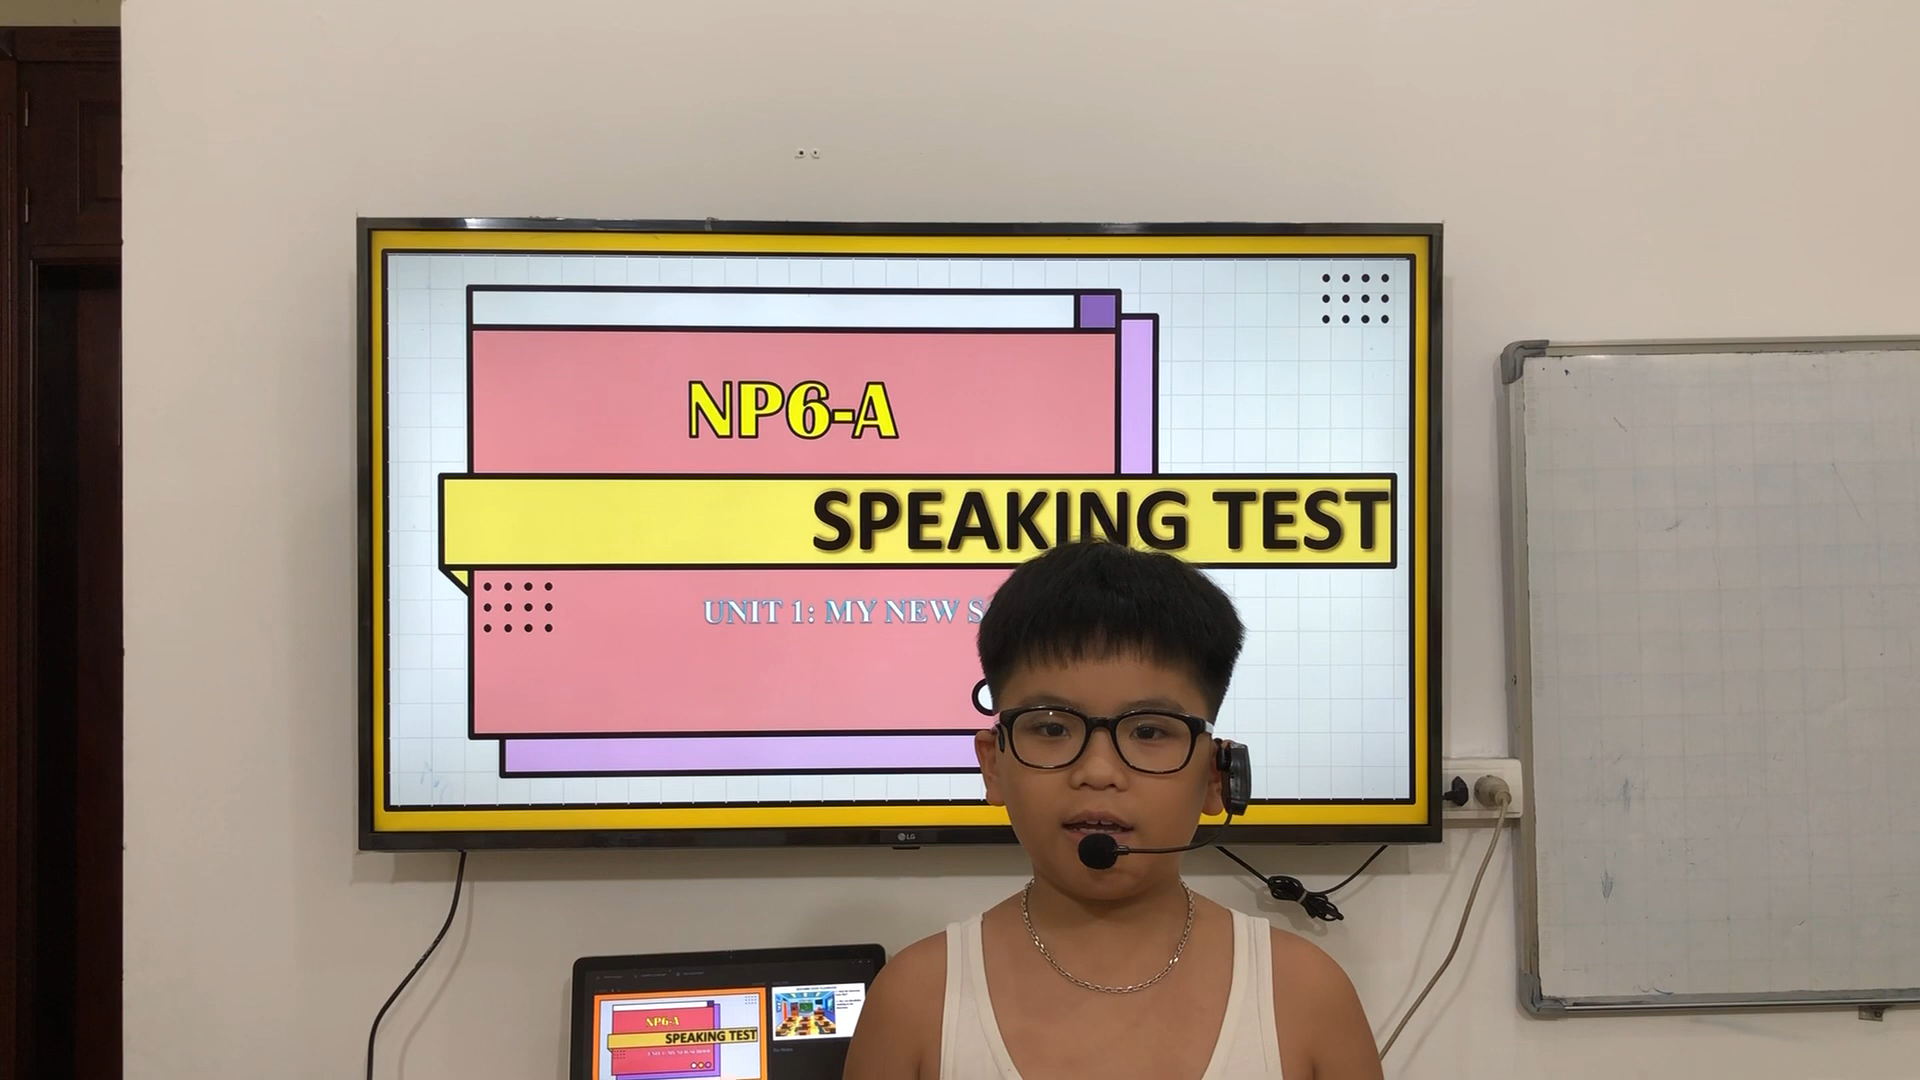 NP6-A
SPEAKING TEST
UNIT 1: MY NEW S
LG
NP6-A
SPEAKING TEST